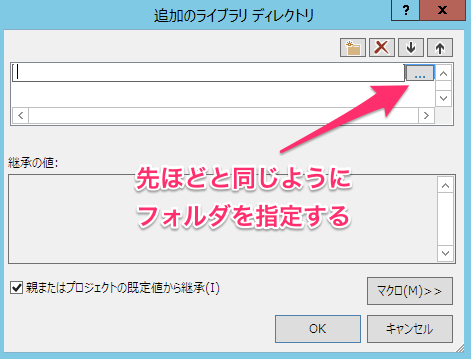 追加のライブラリ ディレクトリ
?
x
...
先ほどと同じように
フォルダを指定する
継承の値:
親またはプロジェクトの既定値から継承(I)
マクロ(M)>>
OK
キャンセル